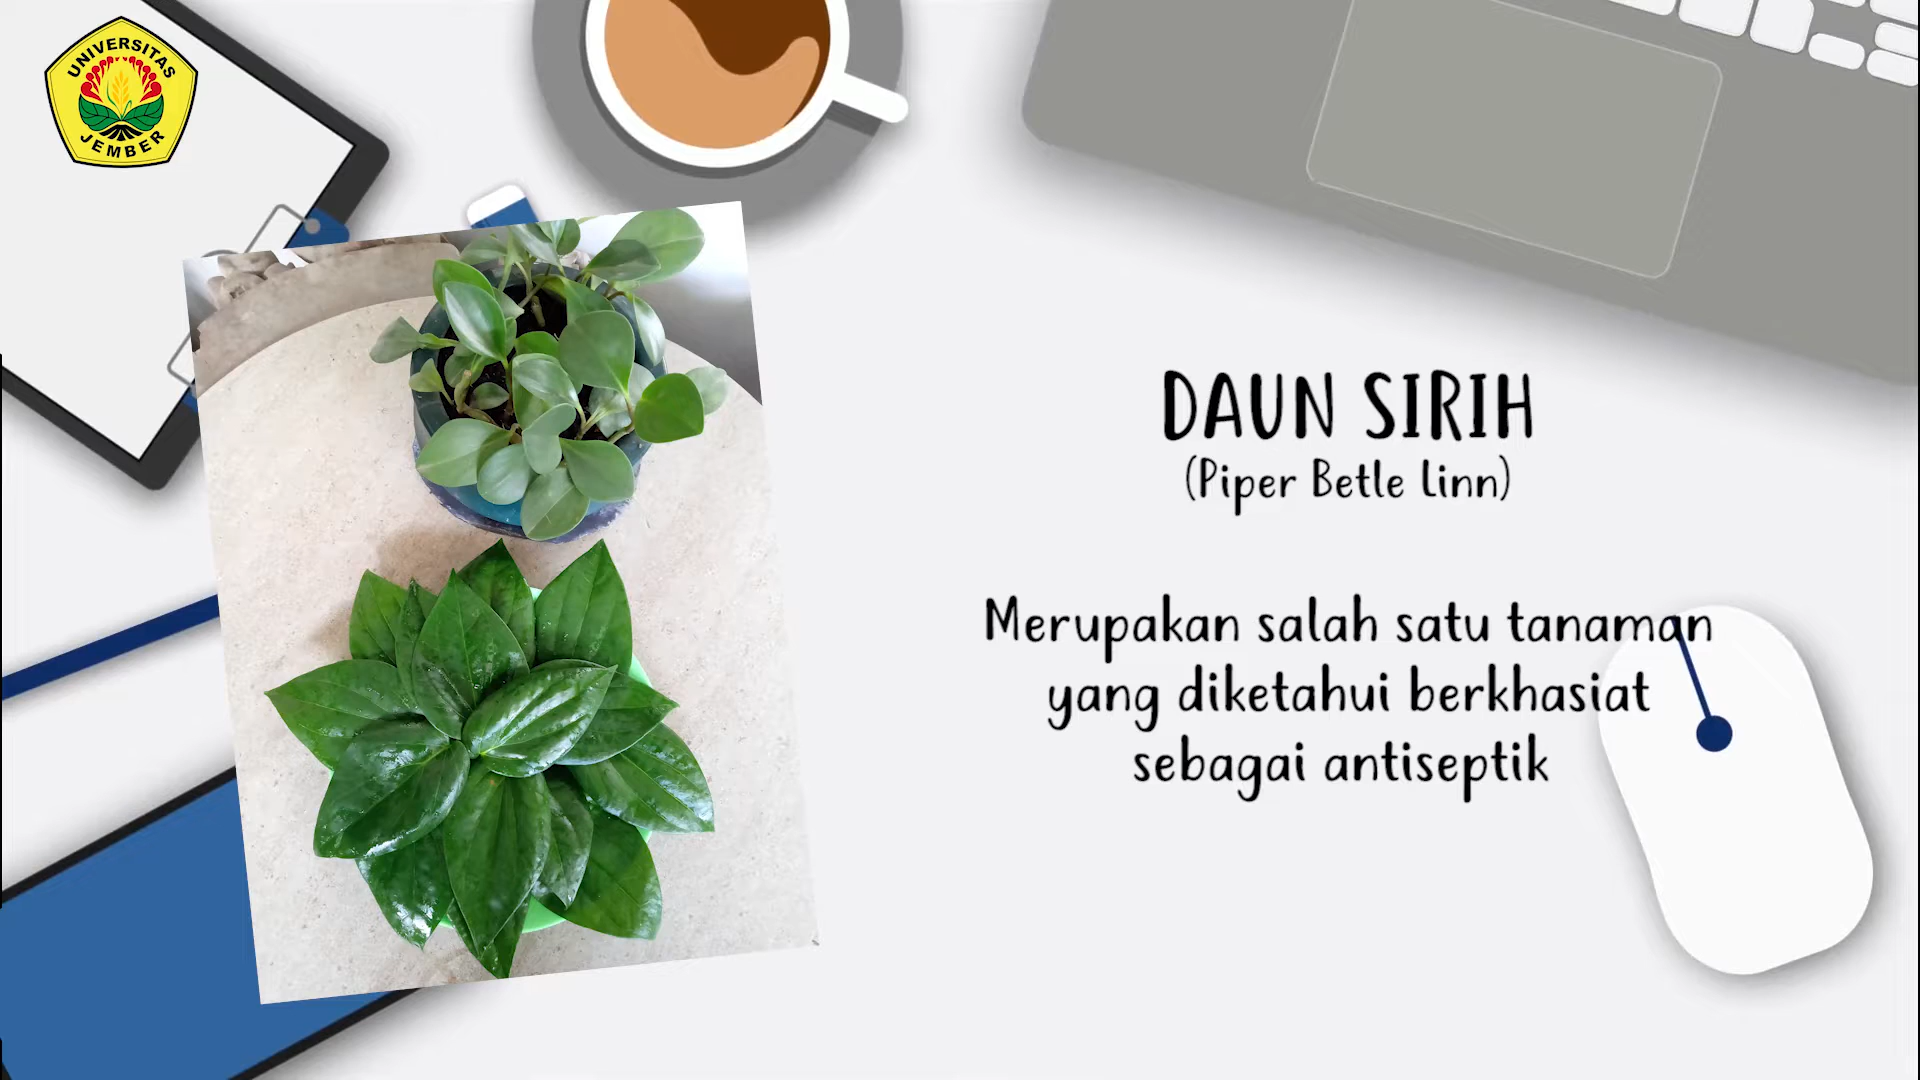 UNIVERSITAS
JEMBER
DAUN SIRIH
(Piper Betle Linn)
Merupakan salah satu tanaman
yang diketahui berkhasiat
sebagai antiseptik